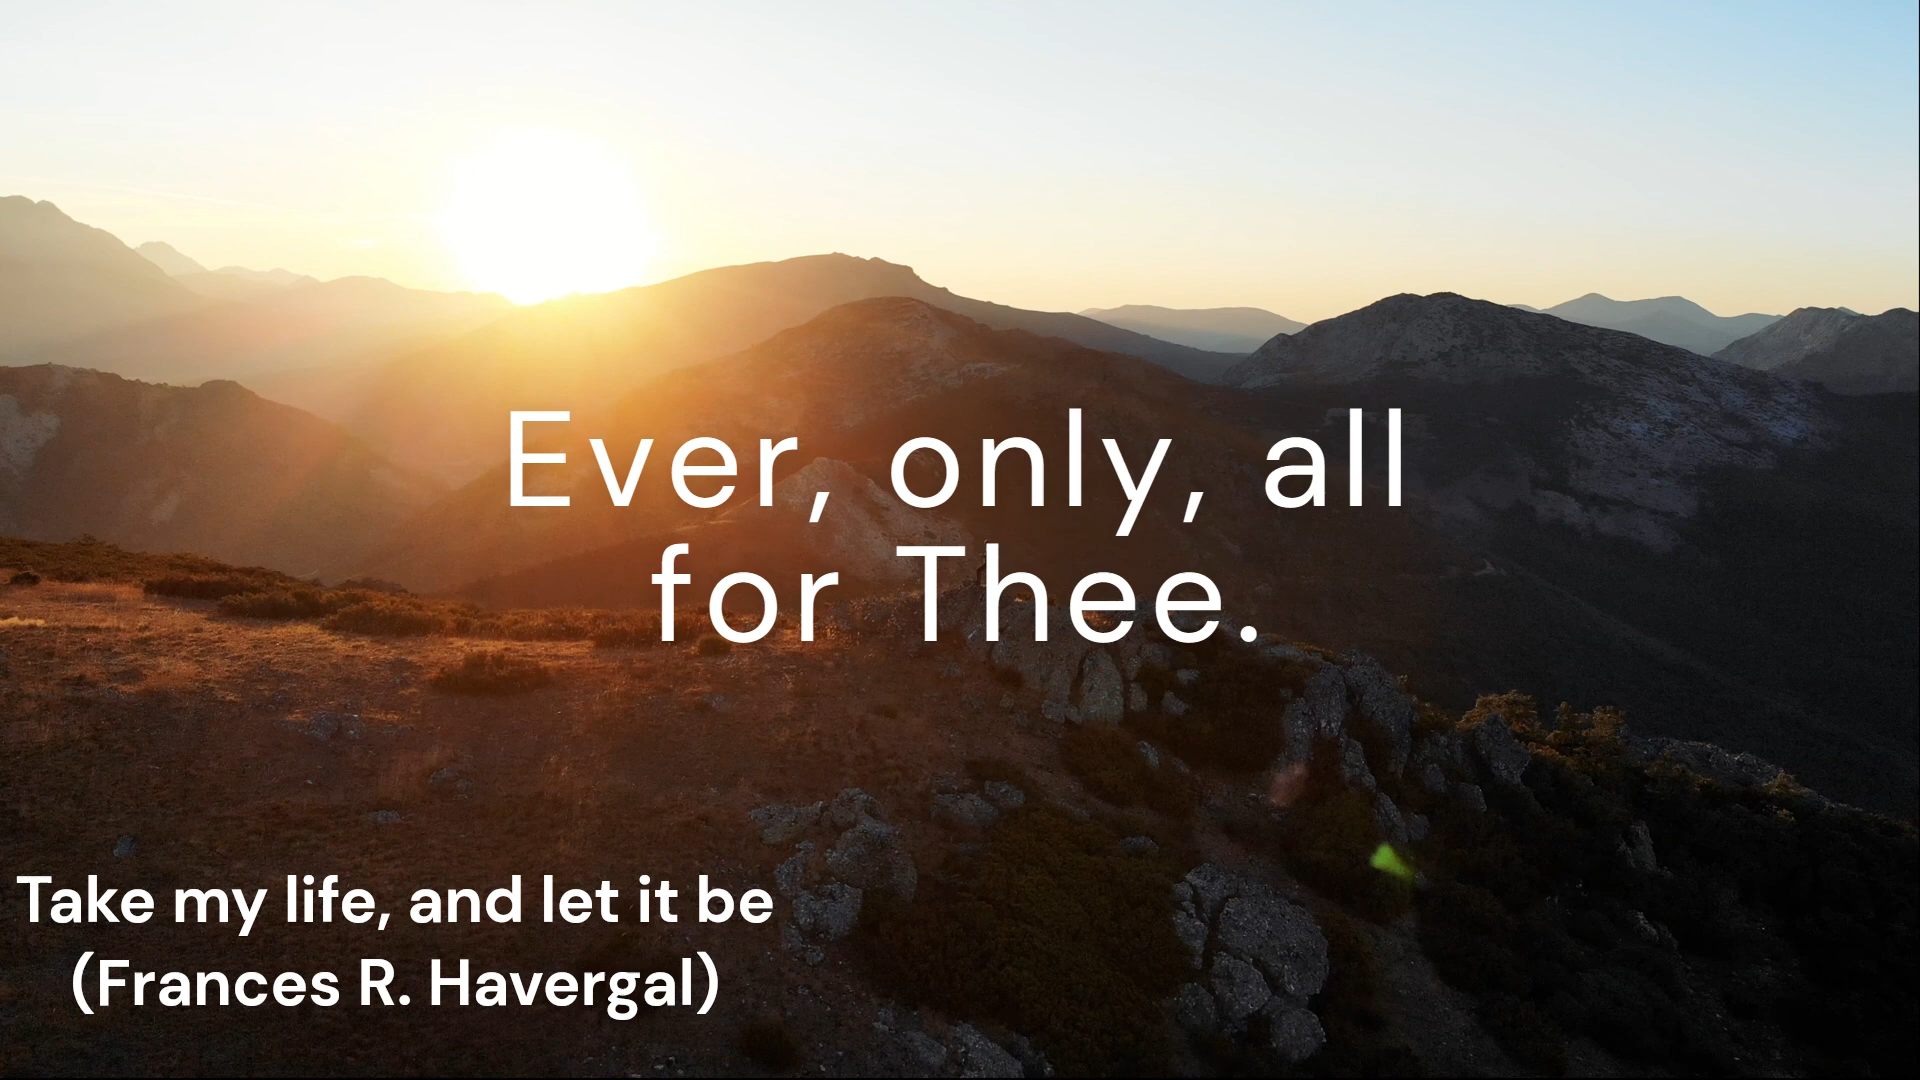 Ever, only, all
for Thee.
Take my life, and let it be
(Frances R. Havergal)